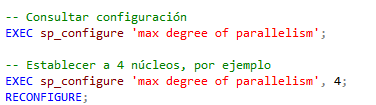 -- Consultar configuración
EXEC sp_configure 'max degree of parallelism';
-- Establecer a 4 núcleos, por ejemplo
EXEC sp_configure 'max degree of parallelism', 4;
RECONFIGURE;